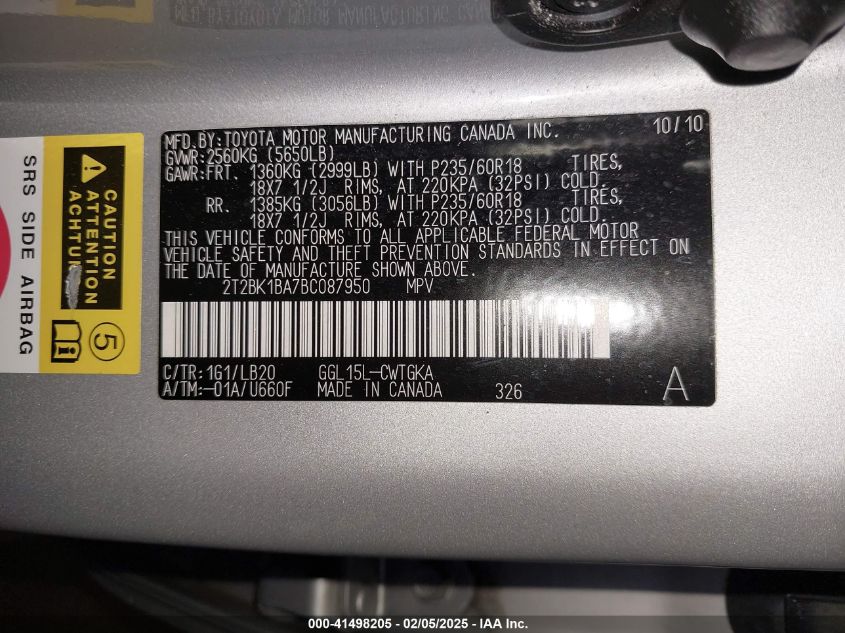 MFD. BY: TOYOTA MOTOR MANUFACTURING CANADA INC. 10/10
GVWR: 2560KG (5650LB)
GAWR: FRT. 1360KG (2999LB) WITH P235/60R18 TIRES,
18X7 1/2J RIMS, AT 220KPA (32PSI) COLD.
RR. 1385KG (3056LB) WITH P235/60R18 TIRES,
18X7 1/2J RIMS, AT 220KPA (32PSI) COLD.
THIS VEHICLE CONFORMS TO ALL APPLICABLE FEDERAL MOTOR
VEHICLE SAFETY AND THEFT PREVENTION STANDARDS IN EFFECT ON
THE DATE OF MANUFACTURE SHOWN ABOVE.
2T2BK1BA7BC087950 MPV
C/TR: 1G1/LB20 GGL15L-CWTGKA
A/TM: -01A/U660F MADE IN CANADA 326 A
CAUTION
ATTENTION
ACHTUNG
SRS SIDE AIRBAG
5
000-41498205 - 02/05/2025 - IAA Inc.